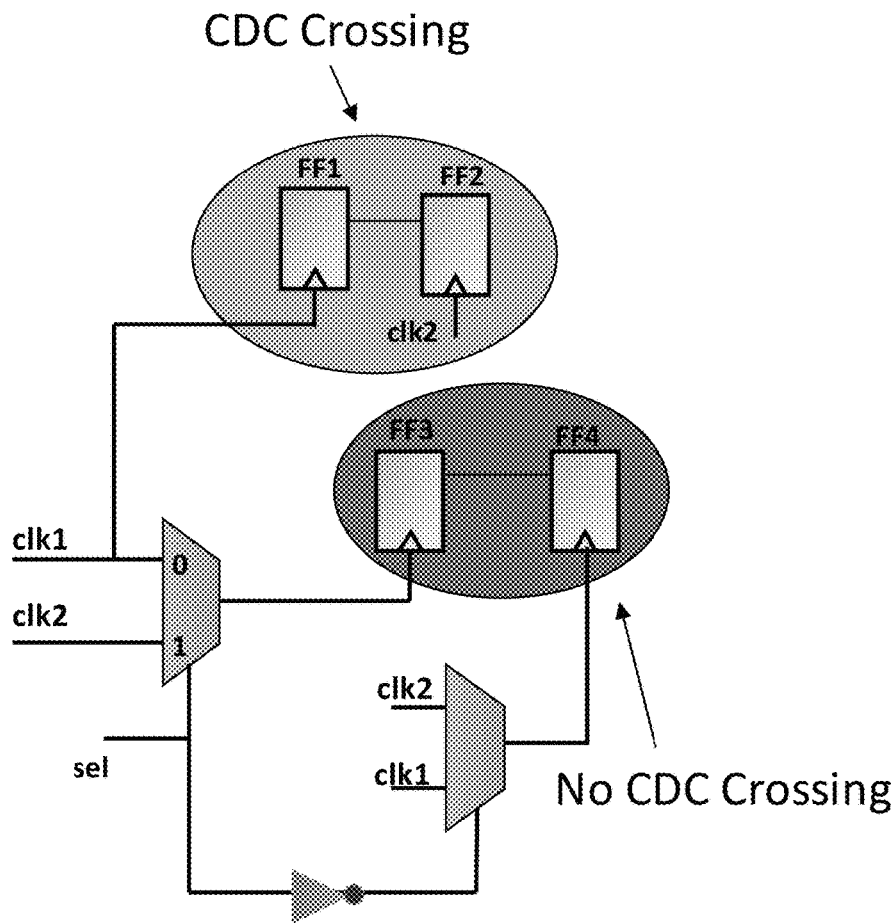 CDC Crossing
FF1
FF2
clk2
FF3
FF4
clk1
0
clk2
1
clk2
sel
clk1
No CDC Crossing